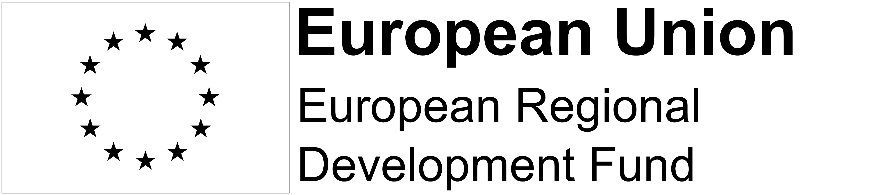 European Union
European Regional
Development Fund